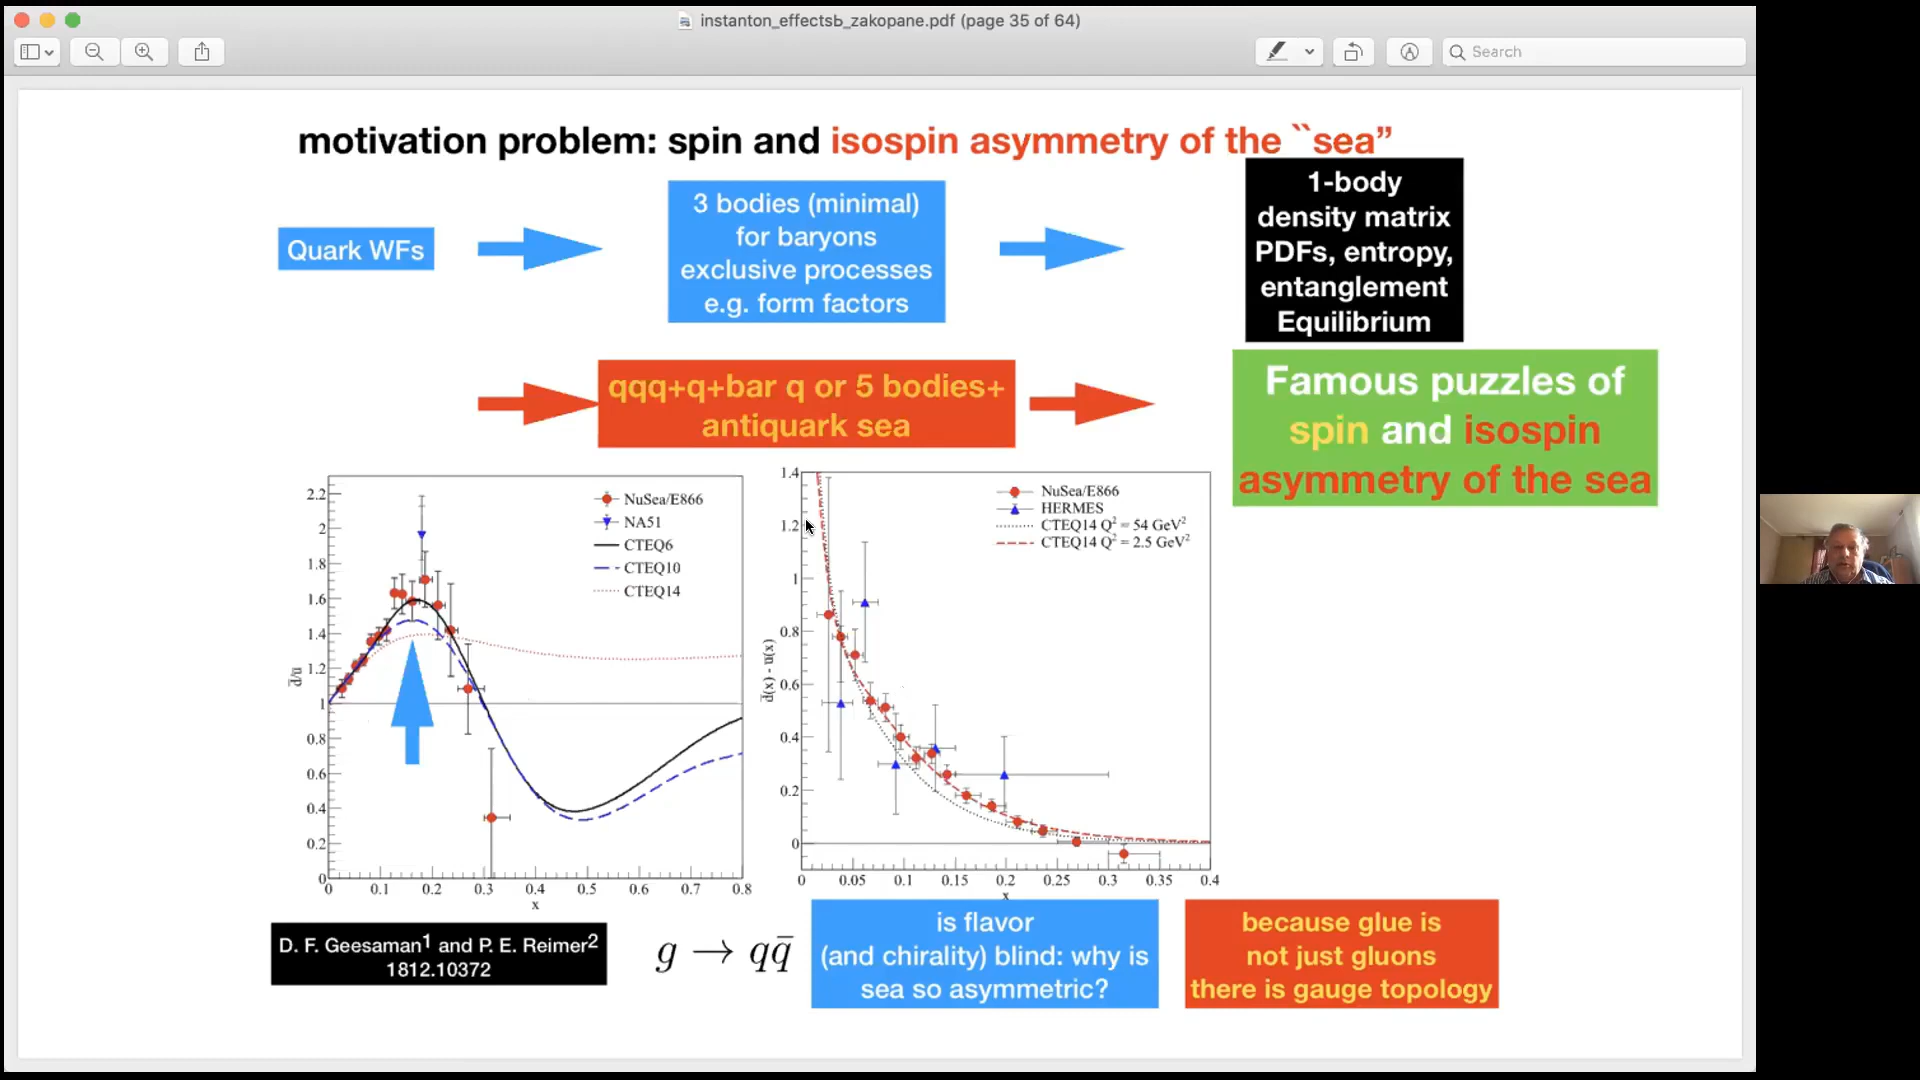 instanton_effectsb_zakopane.pdf (page 35 of 64)
Search
motivation problem: spin and isospin asymmetry of the ``sea”
Quark WFs
3 bodies (minimal)
for baryons
exclusive processes
e.g. form factors
1-body
density matrix
PDFs, entropy,
entanglement
Equilibrium
qqq+q+bar q or 5 bodies+
antiquark sea
Famous puzzles of
spin and isospin
asymmetry of the sea
NuSea/E866
NA51
CTEQ6
CTEQ10
CTEQ14
2.2
2
1.8
1.6
1.4
1.2
1
0.8
0.6
0.4
0.2
0
d̅/u̅
0 0.1 0.2 0.3 0.4 0.5 0.6 0.7 0.8
x
NuSea/E866
HERMES
CTEQ14 Q² = 54 GeV²
CTEQ14 Q² = 2.5 GeV²
1.4
1.2
1
0.8
0.6
0.4
0.2
0
d̅(x) - u̅(x)
0 0.05 0.1 0.15 0.2 0.25 0.3 0.35 0.4
x
D. F. Geesaman¹ and P. E. Reimer²
1812.10372
g → qq̅
is flavor
(and chirality) blind: why is
sea so asymmetric?
because glue is
not just gluons
there is gauge topology